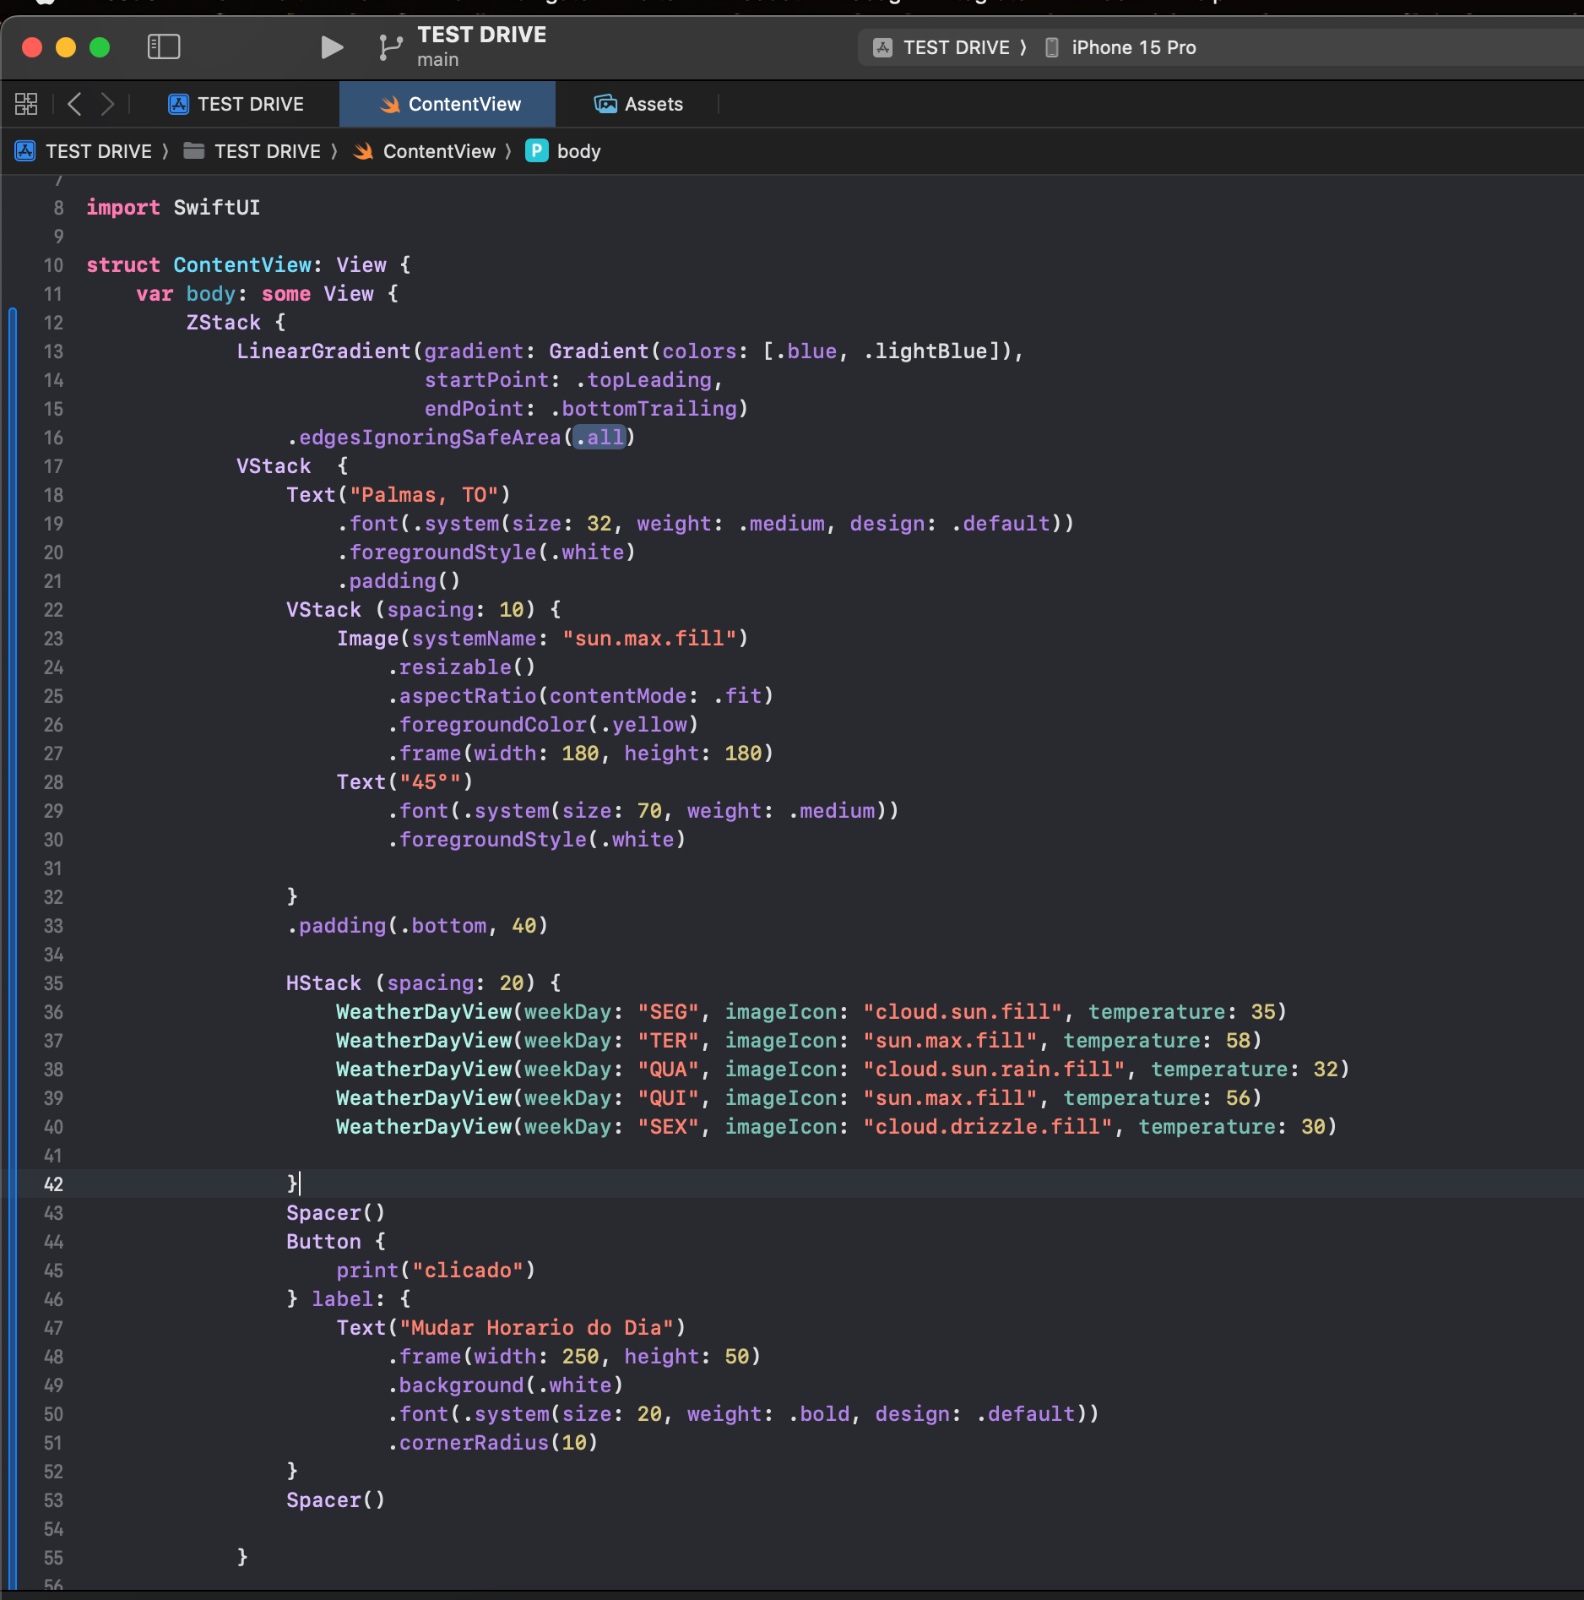 TEST DRIVE
main
TEST DRIVE ⟩ iPhone 15 Pro
TEST DRIVE ContentView Assets
TEST DRIVE ⟩ TEST DRIVE ⟩ ContentView ⟩ P body
7
8 import SwiftUI
9
10 struct ContentView: View {
11     var body: some View {
12         ZStack {
13             LinearGradient(gradient: Gradient(colors: [.blue, .lightBlue]),
14                            startPoint: .topLeading,
15                            endPoint: .bottomTrailing)
16                 .edgesIgnoringSafeArea(.all)
17             VStack  {
18                 Text("Palmas, TO")
19                     .font(.system(size: 32, weight: .medium, design: .default))
20                     .foregroundStyle(.white)
21                     .padding()
22                 VStack (spacing: 10) {
23                     Image(systemName: "sun.max.fill")
24                         .resizable()
25                         .aspectRatio(contentMode: .fit)
26                         .foregroundColor(.yellow)
27                         .frame(width: 180, height: 180)
28                     Text("45°")
29                         .font(.system(size: 70, weight: .medium))
30                         .foregroundStyle(.white)
31
32                 }
33                 .padding(.bottom, 40)
34
35                 HStack (spacing: 20) {
36                     WeatherDayView(weekDay: "SEG", imageIcon: "cloud.sun.fill", temperature: 35)
37                     WeatherDayView(weekDay: "TER", imageIcon: "sun.max.fill", temperature: 58)
38                     WeatherDayView(weekDay: "QUA", imageIcon: "cloud.sun.rain.fill", temperature: 32)
39                     WeatherDayView(weekDay: "QUI", imageIcon: "sun.max.fill", temperature: 56)
40                     WeatherDayView(weekDay: "SEX", imageIcon: "cloud.drizzle.fill", temperature: 30)
41
42                 }
43                 Spacer()
44                 Button {
45                     print("clicado")
46                 } label: {
47                     Text("Mudar Horario do Dia")
48                         .frame(width: 250, height: 50)
49                         .background(.white)
50                         .font(.system(size: 20, weight: .bold, design: .default))
51                         .cornerRadius(10)
52                 }
53                 Spacer()
54
55             }
56